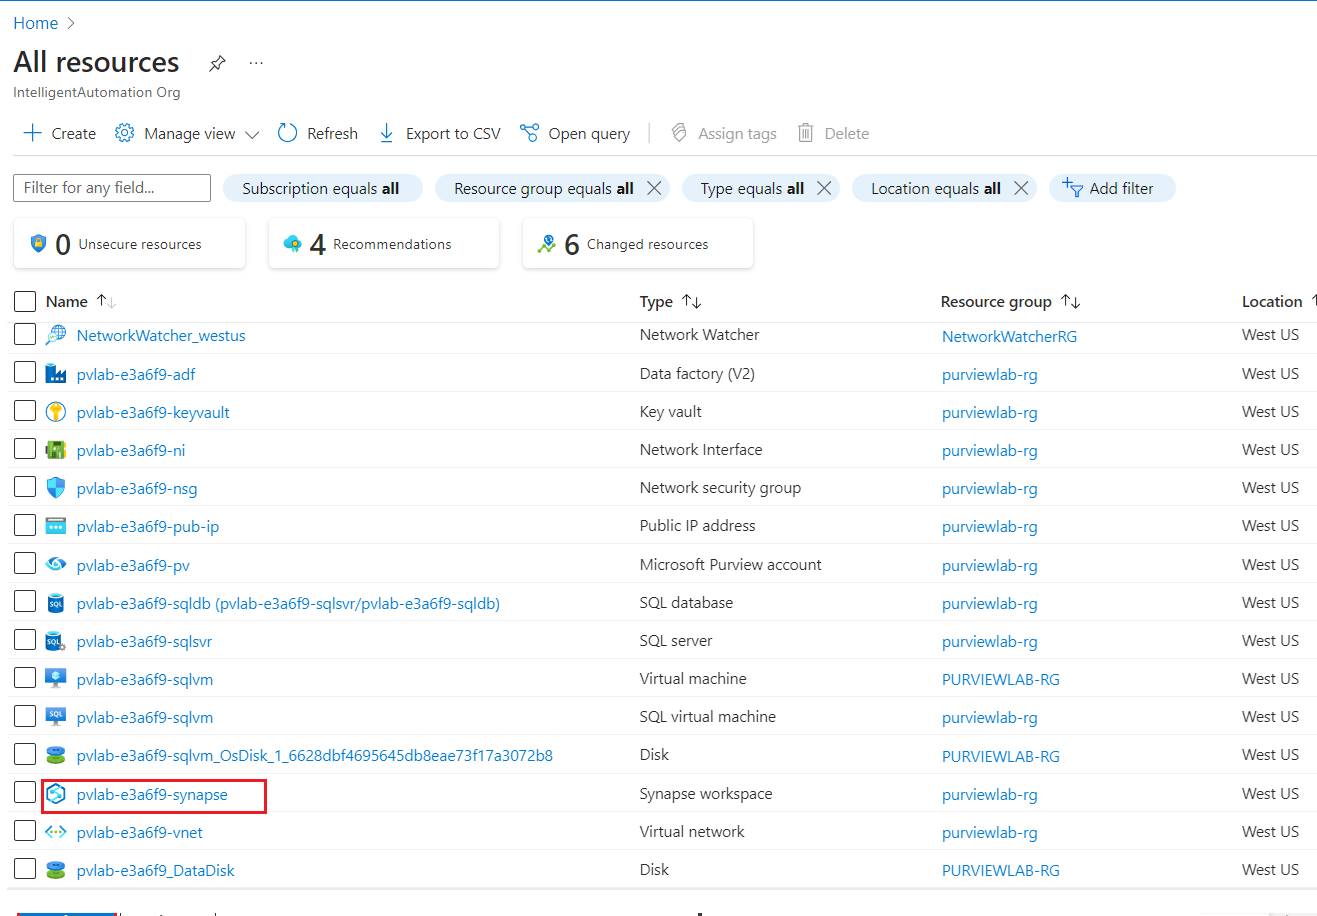 Home
All resources
IntelligentAutomation Org
Create Manage view Refresh Export to CSV Open query Assign tags Delete
Filter for any field... Subscription equals all Resource group equals all Type equals all Location equals all Add filter
0 Unsecure resources 4 Recommendations 6 Changed resources
Name Type Resource group Location
NetworkWatcher_westus Network Watcher NetworkWatcherRG West US
pvlab-e3a6f9-adf Data factory (V2) purviewlab-rg West US
pvlab-e3a6f9-keyvault Key vault purviewlab-rg West US
pvlab-e3a6f9-ni Network Interface purviewlab-rg West US
pvlab-e3a6f9-nsg Network security group purviewlab-rg West US
pvlab-e3a6f9-pub-ip Public IP address purviewlab-rg West US
pvlab-e3a6f9-pv Microsoft Purview account purviewlab-rg West US
pvlab-e3a6f9-sqldb (pvlab-e3a6f9-sqlsvr/pvlab-e3a6f9-sqldb) SQL database purviewlab-rg West US
pvlab-e3a6f9-sqlsvr SQL server purviewlab-rg West US
pvlab-e3a6f9-sqlvm Virtual machine PURVIEWLAB-RG West US
pvlab-e3a6f9-sqlvm SQL virtual machine purviewlab-rg West US
pvlab-e3a6f9-sqlvm_OsDisk_1_6628dbf4695645db8eae73f17a3072b8 Disk PURVIEWLAB-RG West US
pvlab-e3a6f9-synapse Synapse workspace purviewlab-rg West US
pvlab-e3a6f9-vnet Virtual network purviewlab-rg West US
pvlab-e3a6f9_DataDisk Disk PURVIEWLAB-RG West US